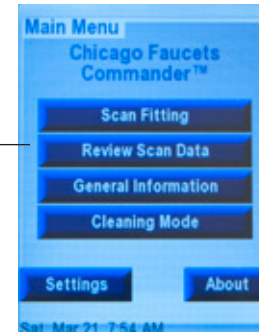 Main Menu
Chicago Faucets
Commander™
Scan Fitting
Review Scan Data
General Information
Cleaning Mode
Settings
About
Sat, Mar 21, 7:54 AM